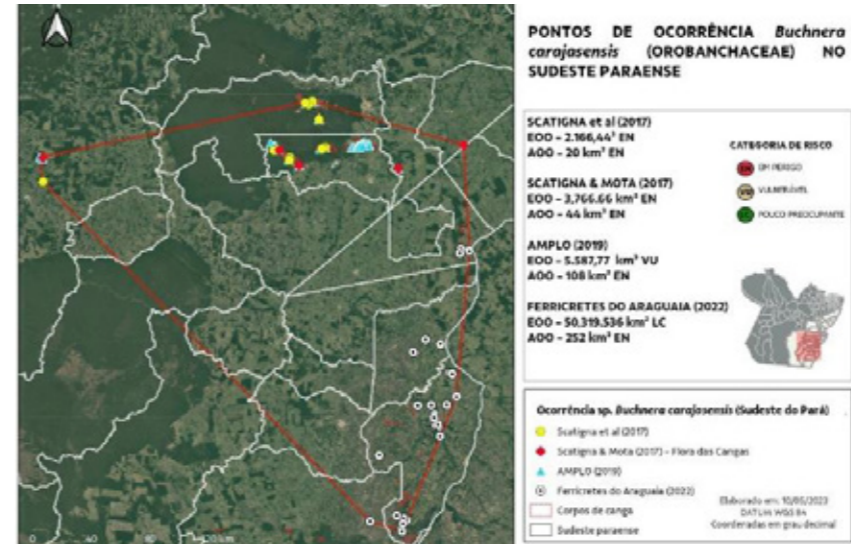 PONTOS DE OCORRÊNCIA Buchnera
carajasensis (OROBANCHACEAE) NO
SUDESTE PARAENSE
SCATIGNA et al (2017)
EOO – 2.166,44² EN
AOO – 20 km² EN
CATEGORIA DE RISCO
EM PERIGO
SCATIGNA & MOTA (2017)
EOO – 3,766.66 km² EN
AOO – 44 km² EN
VULNERÁVEL
POUCO PREOCUPANTE
AMPLO (2019)
EOO – 5.587,77 km² VU
AOO – 108 km² EN
FERRICRETES DO ARAGUAIA (2022)
EOO – 50,319.536 km² LC
AOO – 252 km² EN
Ocorrência sp. Buchnera carajasensis (Sudeste do Pará)
Scatigna et al (2017)
Scatigna & Mota (2017) – Flora das Cangas
AMPLO (2019)
Ferricretes do Araguaia (2022)
Corpos de canga
Sudeste paraense
Elaborado em: 10/05/2023
DATUM WGS 84
Coordenadas em grau decimal
0 40 80 120 km